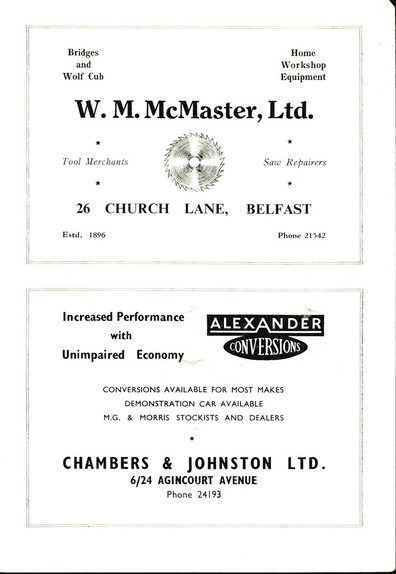 Bridges
and
Wolf Cub
Home
Workshop
Equipment
W. M. McMaster, Ltd.
* *
Tool Merchants
Saw Repairers
* *
26 CHURCH LANE, BELFAST
Estd. 1896
Phone 21542
Increased Performance
with
Unimpaired Economy
ALEXANDER
CONVERSIONS
CONVERSIONS AVAILABLE FOR MOST MAKES
DEMONSTRATION CAR AVAILABLE
M.G. & MORRIS STOCKISTS AND DEALERS
*
CHAMBERS & JOHNSTON LTD.
6/24 AGINCOURT AVENUE
Phone 24193